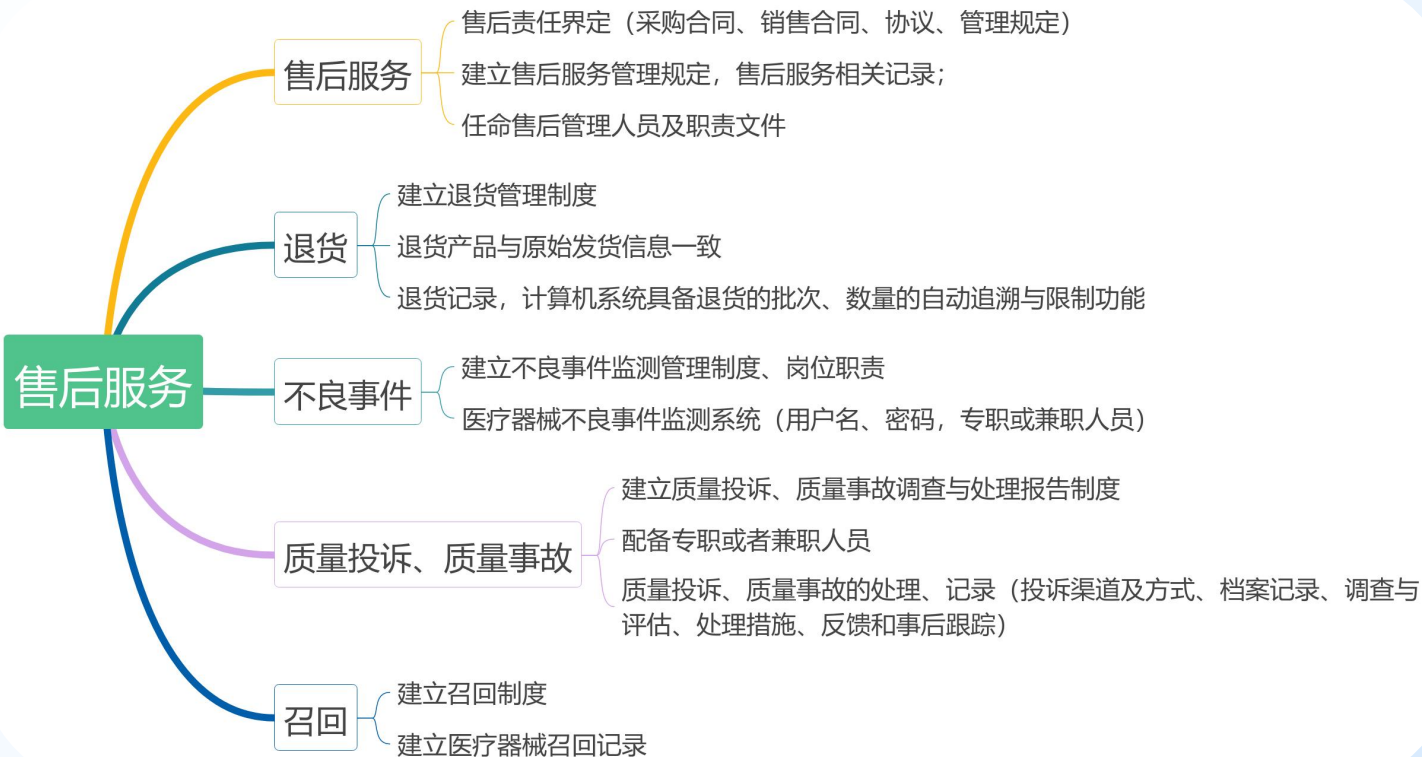 售后服务
售后服务
售后责任界定（采购合同、销售合同、协议、管理规定）
建立售后服务管理规定，售后服务相关记录；
任命售后管理人员及职责文件
退货
建立退货管理制度
退货产品与原始发货信息一致
退货记录，计算机系统具备退货的批次、数量的自动追溯与限制功能
不良事件
建立不良事件监测管理制度、岗位职责
医疗器械不良事件监测系统（用户名、密码，专职或兼职人员）
质量投诉、质量事故
建立质量投诉、质量事故调查与处理报告制度
配备专职或者兼职人员
质量投诉、质量事故的处理、记录（投诉渠道及方式、档案记录、调查与
评估、处理措施、反馈和事后跟踪）
召回
建立召回制度
建立医疗器械召回记录